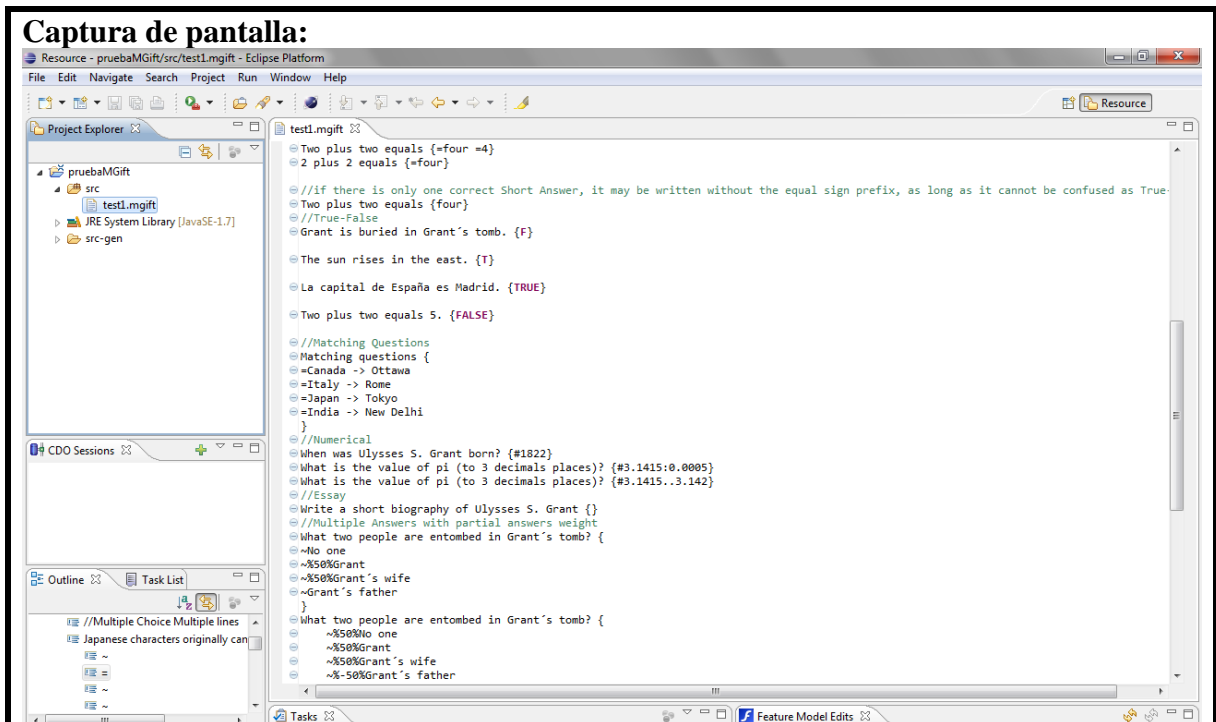 Captura de pantalla:
Resource - pruebaMGift/src/test1.mgift - Eclipse Platform
File Edit Navigate Search Project Run Window Help
Resource
Project Explorer
pruebaMGift
src
test1.mgift
JRE System Library [JavaSE-1.7]
src-gen
CDO Sessions
Outline Task List
//Multiple Choice Multiple lines
Japanese characters originally can
~
=
~
~
test1.mgift
Two plus two equals {=four =4}
2 plus 2 equals {=four}
//if there is only one correct Short Answer, it may be written without the equal sign prefix, as long as it cannot be confused as True-
Two plus two equals {four}
//True-False
Grant is buried in Grant´s tomb. {F}
The sun rises in the east. {T}
La capital de España es Madrid. {TRUE}
Two plus two equals 5. {FALSE}
//Matching Questions
Matching questions {
=Canada -> Ottawa
=Italy -> Rome
=Japan -> Tokyo
=India -> New Delhi
}
//Numerical
When was Ulysses S. Grant born? {#1822}
What is the value of pi (to 3 decimals places)? {#3.1415:0.0005}
What is the value of pi (to 3 decimals places)? {#3.1415..3.142}
//Essay
Write a short biography of Ulysses S. Grant {}
//Multiple Answers with partial answers weight
What two people are entombed in Grant´s tomb? {
~No one
~%50%Grant
~%50%Grant´s wife
~Grant´s father
}
What two people are entombed in Grant´s tomb? {
~%50%No one
~%50%Grant
~%50%Grant´s wife
~%-50%Grant´s father
Tasks
Feature Model Edits